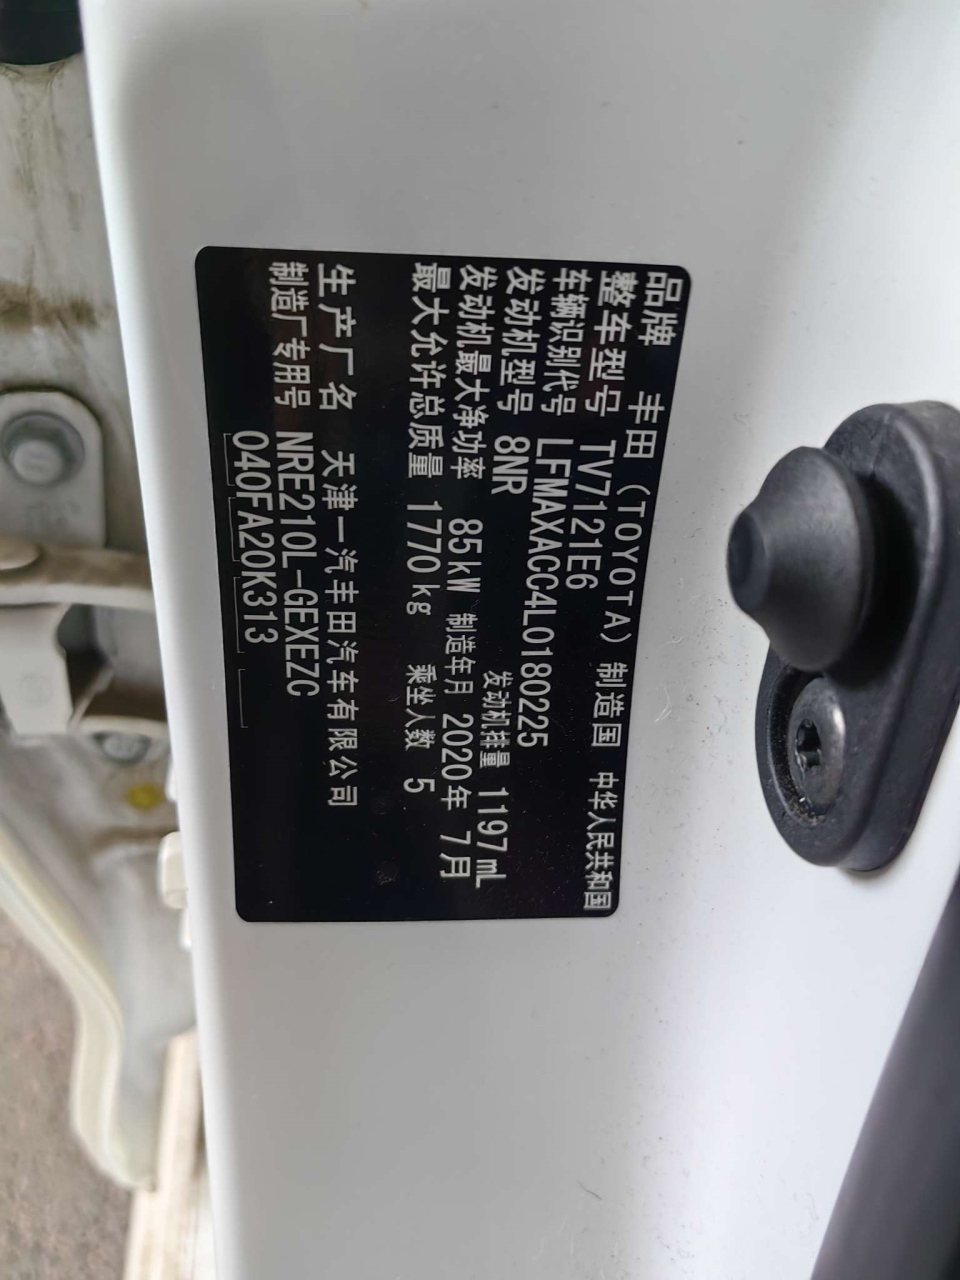 品牌 丰田 (TOYOTA) 制造国 中华人民共和国
整车型号 TV7121E6
车辆识别代号 LFMAXACC4L0180225
发动机型号 8NR 发动机排量 1197mL
发动机最大净功率 85kW 制造年月 2020年 7月
最大允许总质量 1770kg 乘坐人数 5
生产厂名 天津一汽丰田汽车有限公司
制造厂专用号 NRE210L-GEXEZC
040FA20K313